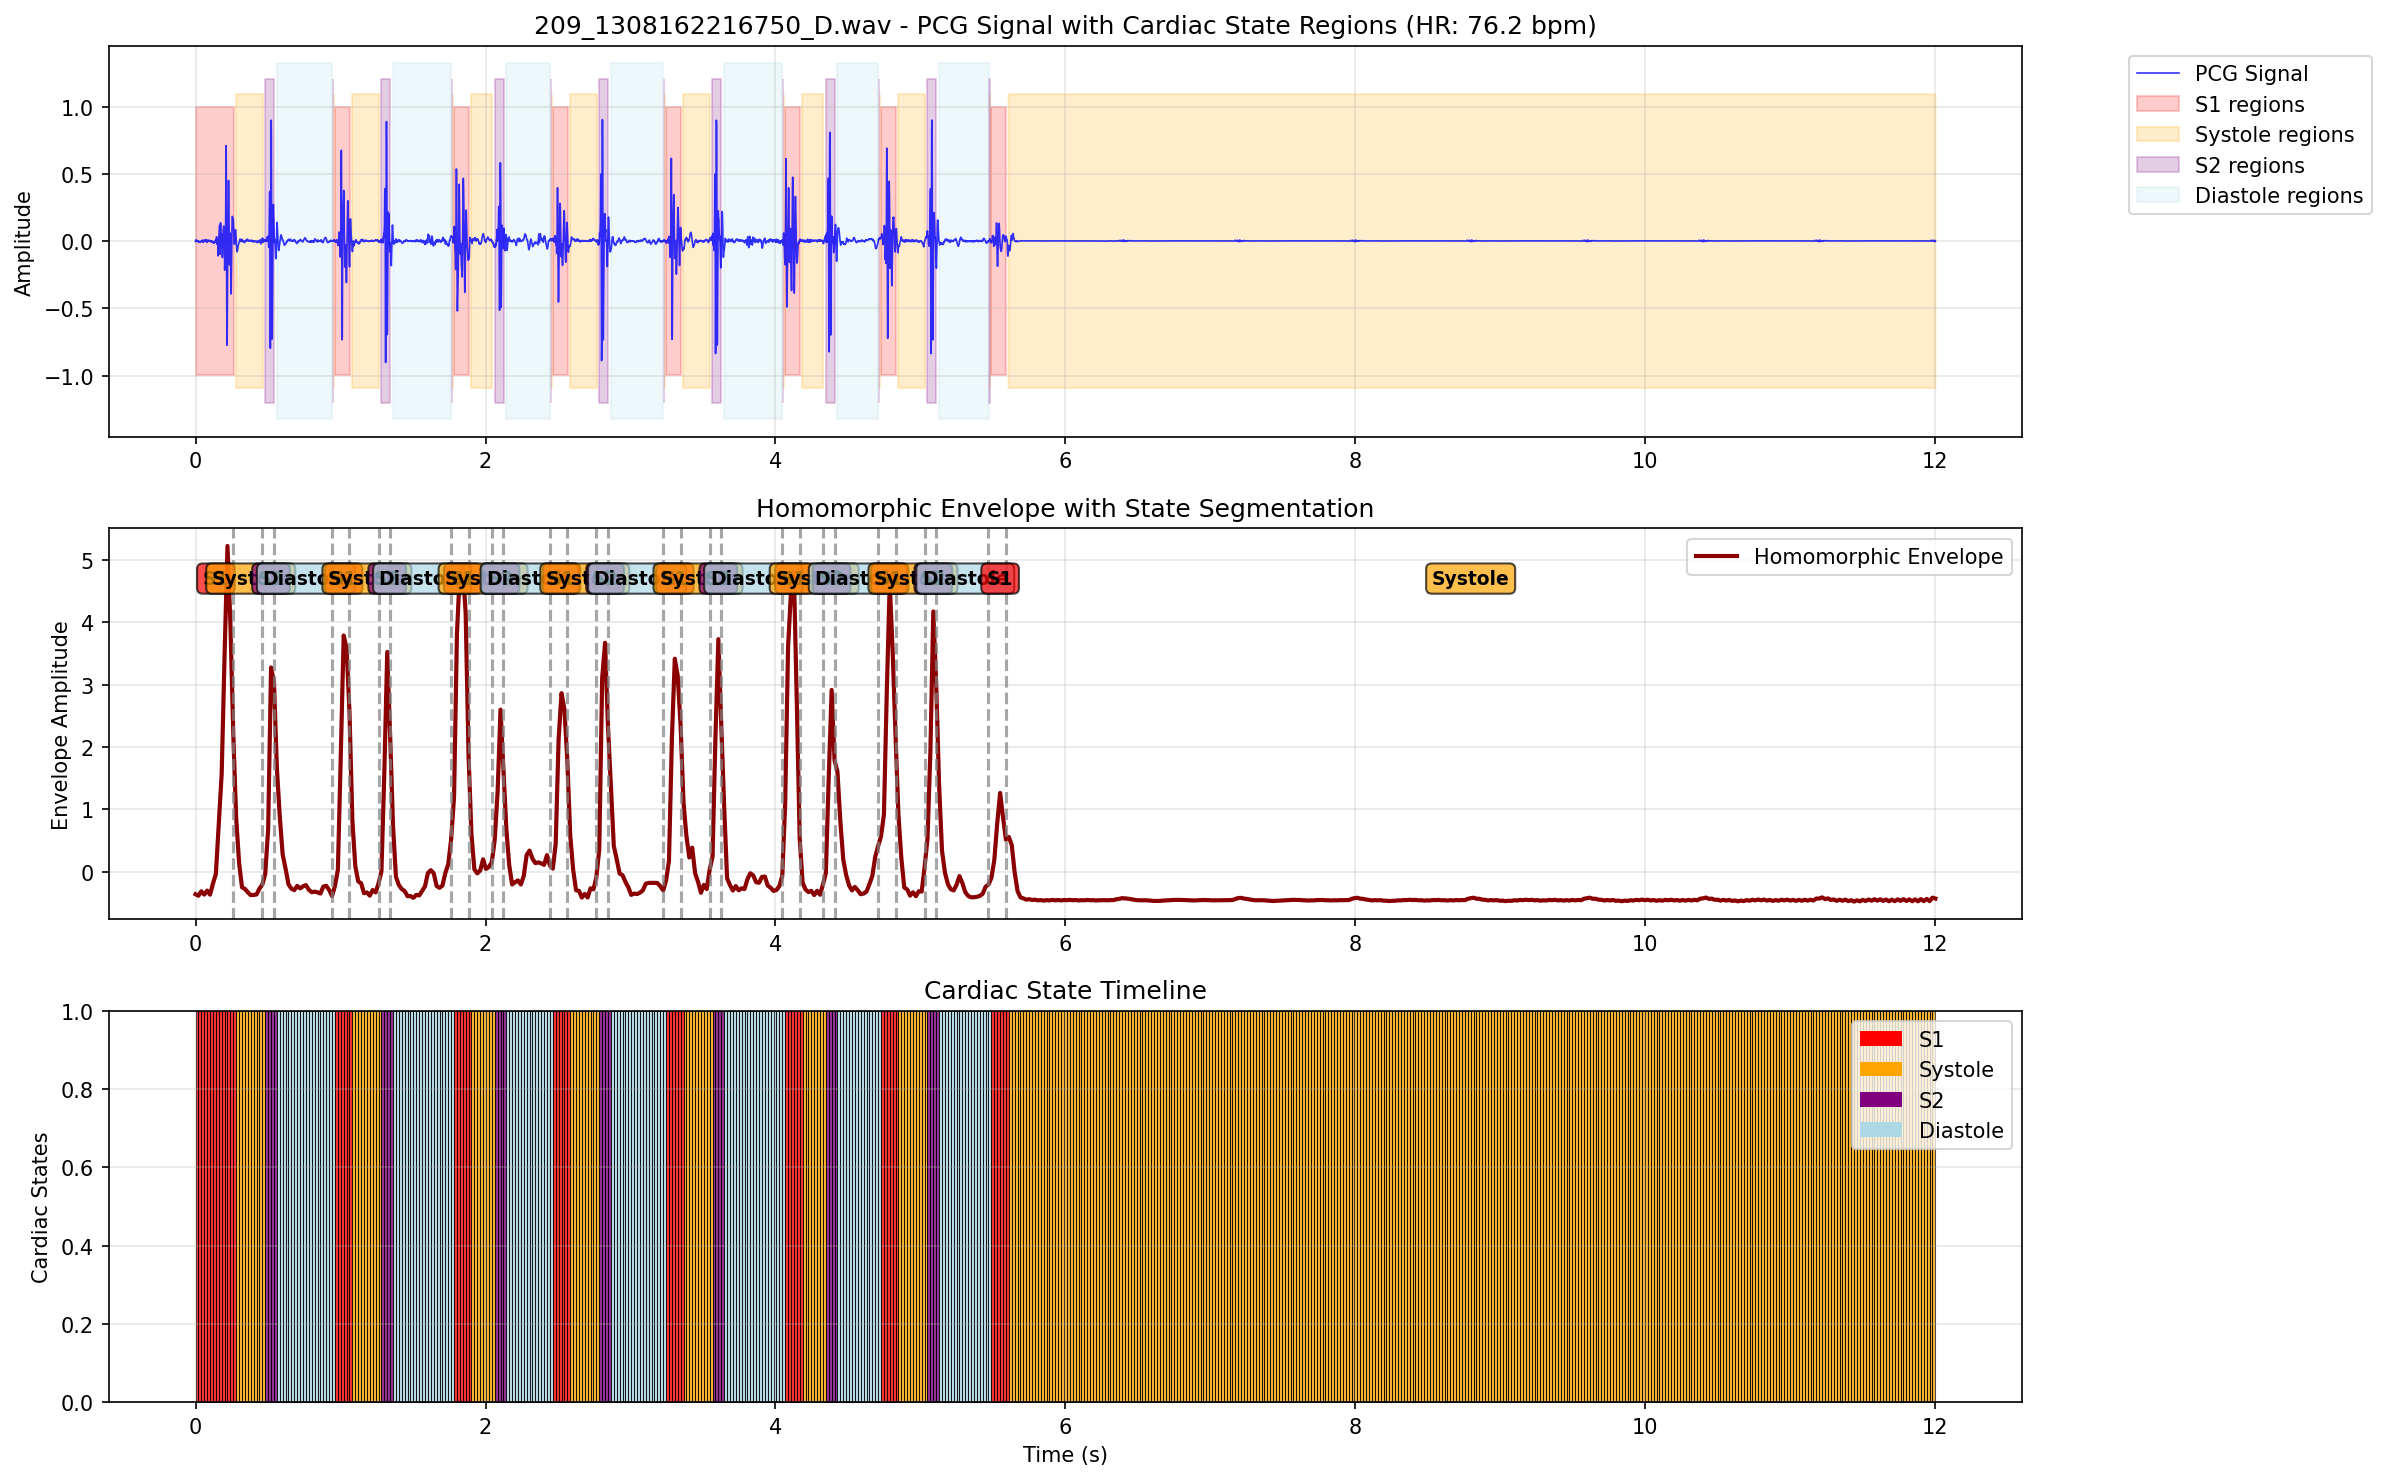 209_1308162216750_D.wav - PCG Signal with Cardiac State Regions (HR: 76.2 bpm)
Amplitude
1.0
0.5
0.0
−0.5
−1.0
0 2 4 6 8 10 12
PCG Signal
S1 regions
Systole regions
S2 regions
Diastole regions
Homomorphic Envelope with State Segmentation
Envelope Amplitude
5
4
3
2
1
0
Homomorphic Envelope
Syst Diasto Syst Diasto Sys Diast Syst Diast Syst Diasto Sys Diast Syst Diasto S1 Systole
0 2 4 6 8 10 12
Cardiac State Timeline
Cardiac States
1.0
0.8
0.6
0.4
0.2
0.0
S1
Systole
S2
Diastole
0 2 4 6 8 10 12
Time (s)